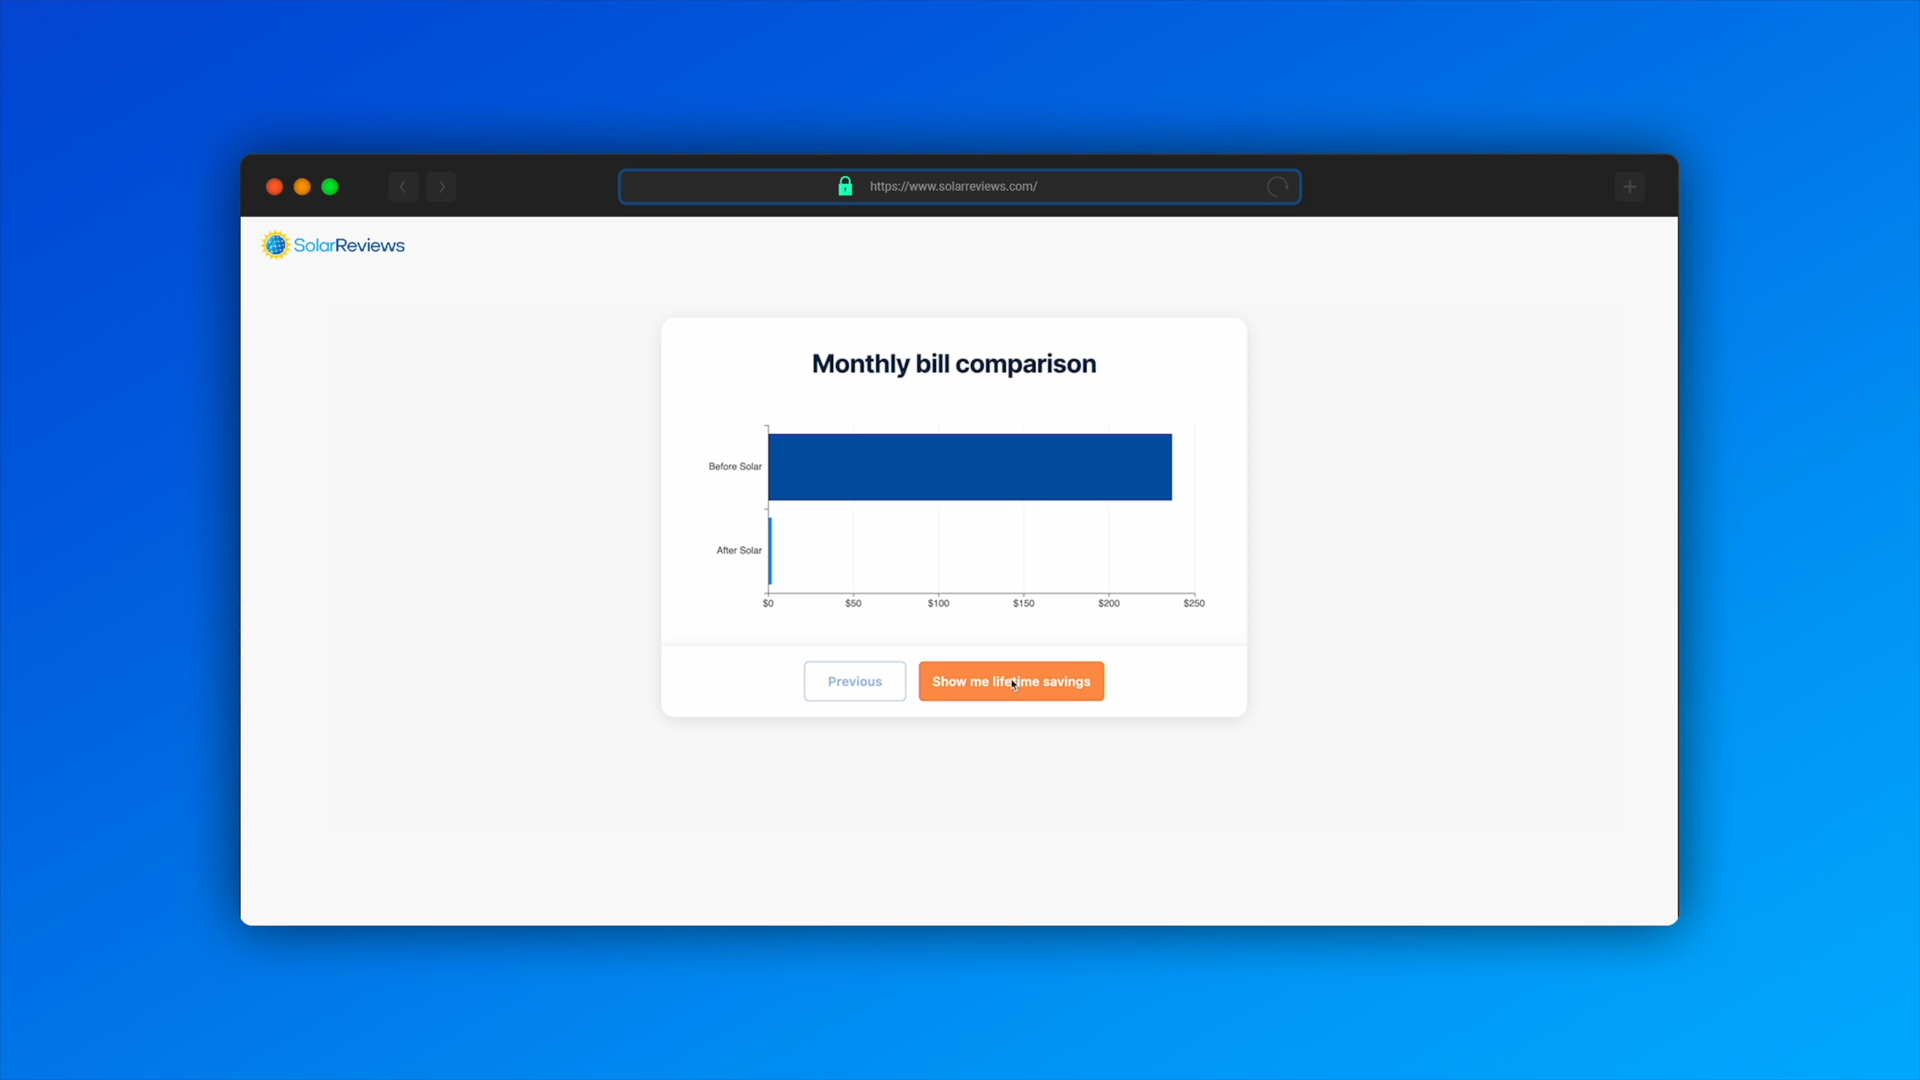 https://www.solarreviews.com/
SolarReviews
Monthly bill comparison
Before Solar
After Solar
$0 $50 $100 $150 $200 $250
Previous
Show me lifetime savings